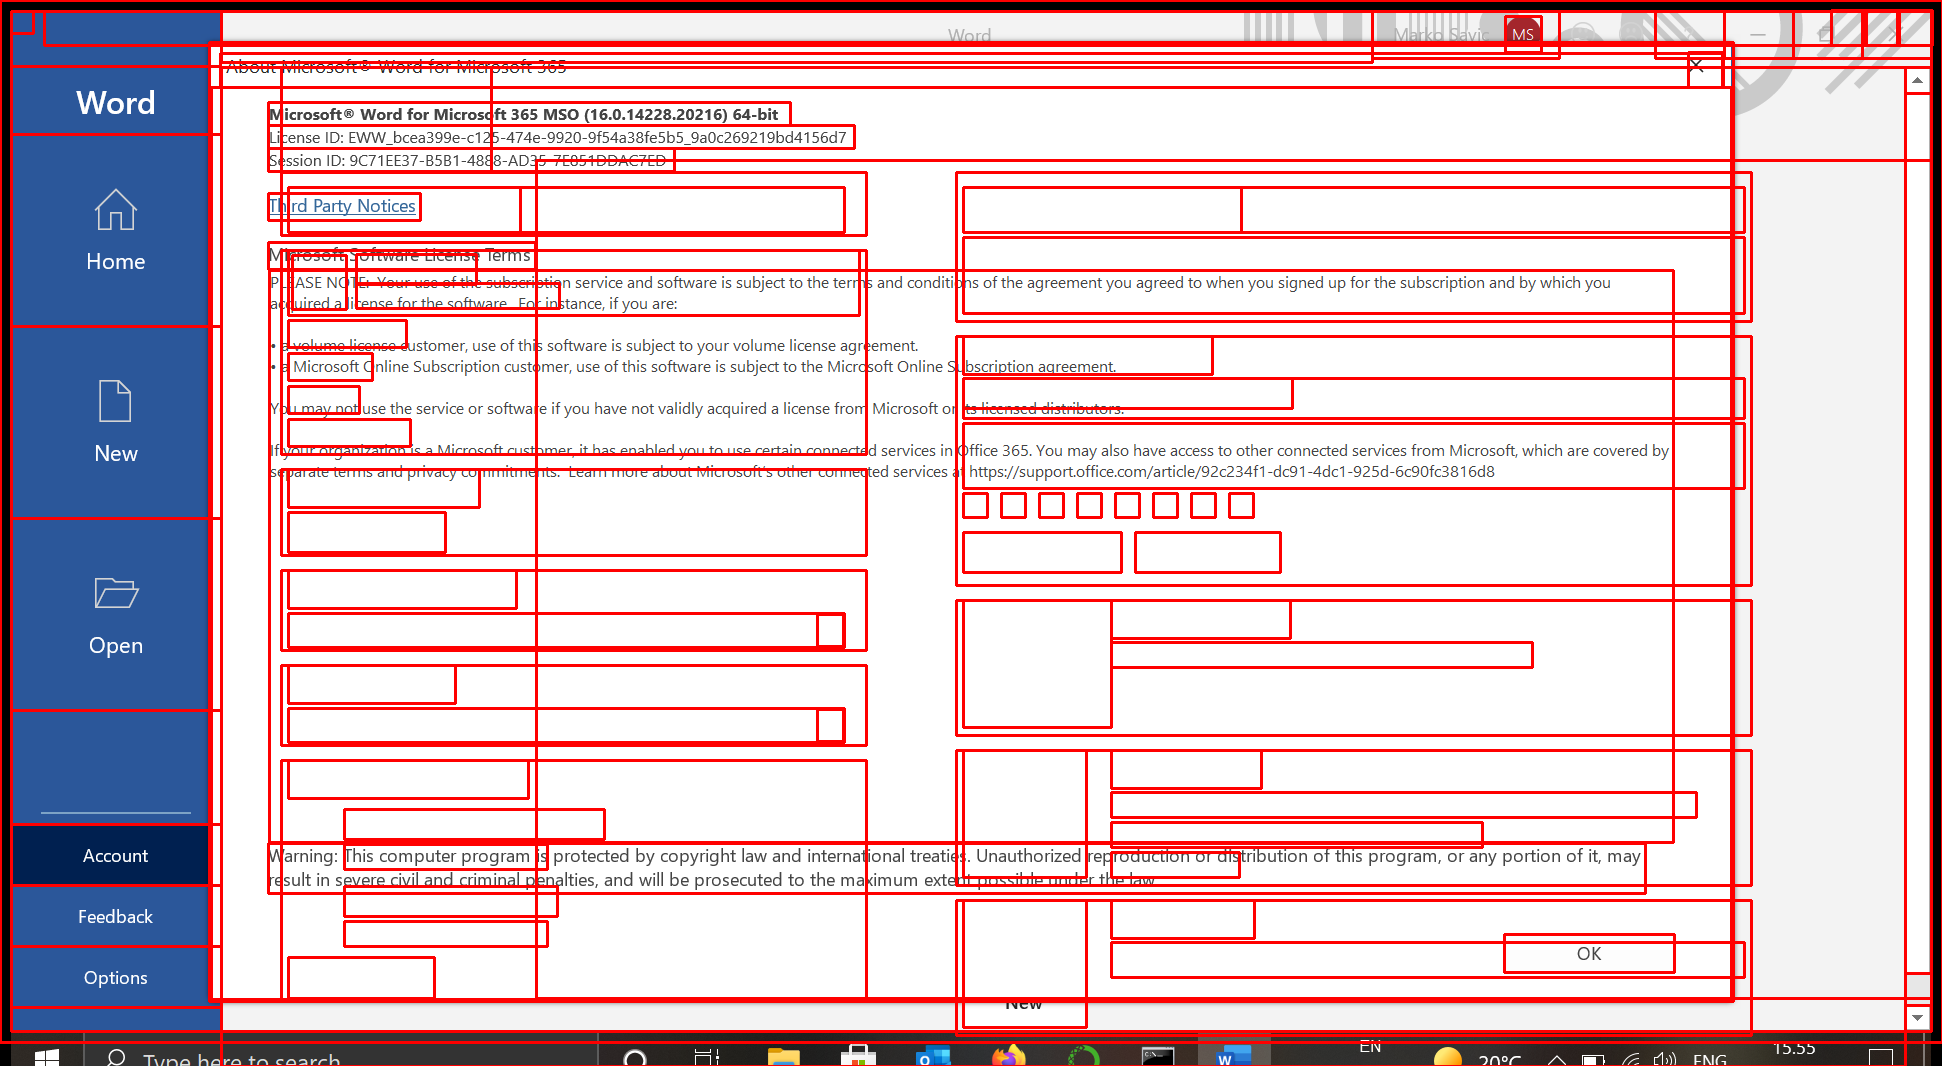 Word
Marko Savic
MS
About Microsoft® Word for Microsoft 365
Word
Microsoft® Word for Microsoft 365 MSO (16.0.14228.20216) 64-bit
License ID: EWW_bcea399e-c125-474e-9920-9f54a38fe5b5_9a0c269219bd4156d7
Session ID: 9C71EE37-B5B1-4888-AD35-7E851DDAC7ED
Third Party Notices
Home
Microsoft Software License Terms
PLEASE NOTE: Your use of the subscription service and software is subject to the terms and conditions of the agreement you agreed to when you signed up for the subscription and by which you
acquired a license for the software. For instance, if you are:
• a volume license customer, use of this software is subject to your volume license agreement.
• a Microsoft Online Subscription customer, use of this software is subject to the Microsoft Online Subscription agreement.
You may not use the service or software if you have not validly acquired a license from Microsoft or its licensed distributors.
New
If your organization is a Microsoft customer, it has enabled you to use certain connected services in Office 365. You may also have access to other connected services from Microsoft, which are covered by
separate terms and privacy commitments. Learn more about Microsoft's other connected services at https://support.office.com/article/92c234f1-dc91-4dc1-925d-6c90fc3816d8
Open
Account
Warning: This computer program is protected by copyright law and international treaties. Unauthorized reproduction or distribution of this program, or any portion of it, may
result in severe civil and criminal penalties, and will be prosecuted to the maximum extent possible under the law.
Feedback
Options
OK
New
Type here to search
EN
20°C
ENG
15.55